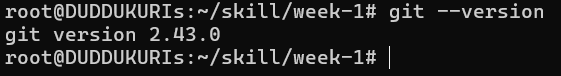 root@DUDDUKURIs:~/skill/week-1# git --version
git version 2.43.0
root@DUDDUKURIs:~/skill/week-1#